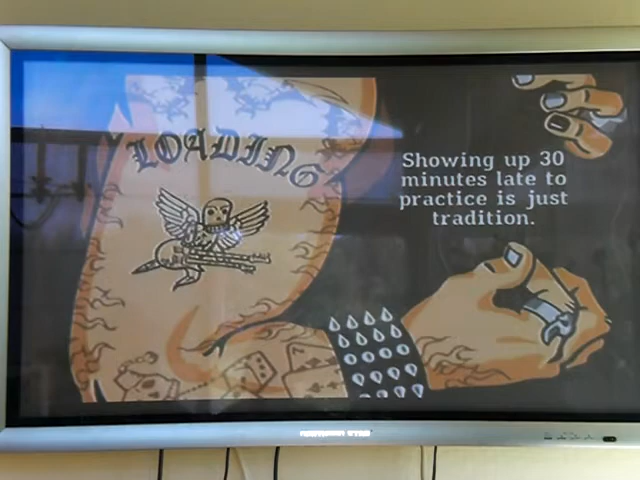 LOADING
Showing up 30
minutes late to
practice is just
tradition.